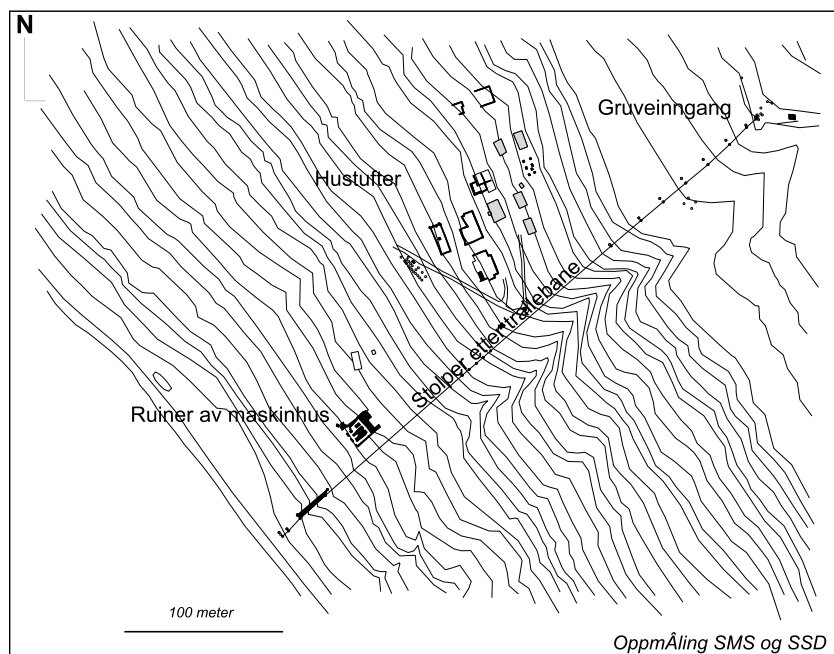 N
Gruveinngang
Hustufter
Stolper etter trallebane
Ruiner av maskinhus
100 meter
OppmÅling SMS og SSD